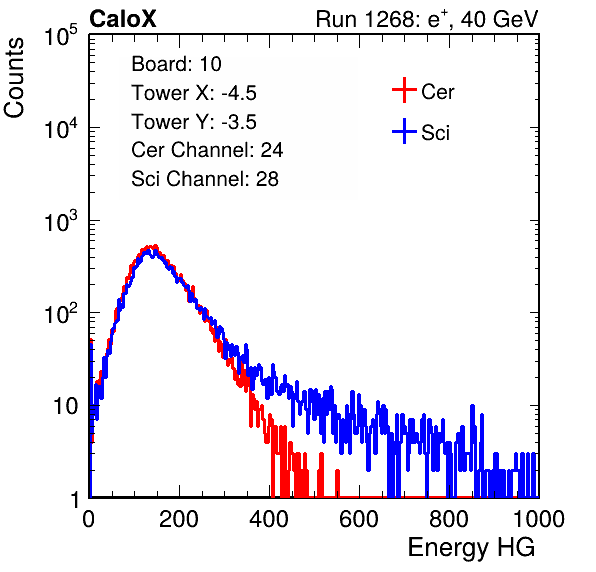 CaloX Run 1268: e⁺, 40 GeV
Board: 10
Tower X: -4.5
Tower Y: -3.5
Cer Channel: 24
Sci Channel: 28
Cer
Sci
Counts
10⁵
10⁴
10³
10²
10
1
0 200 400 600 800 1000
Energy HG